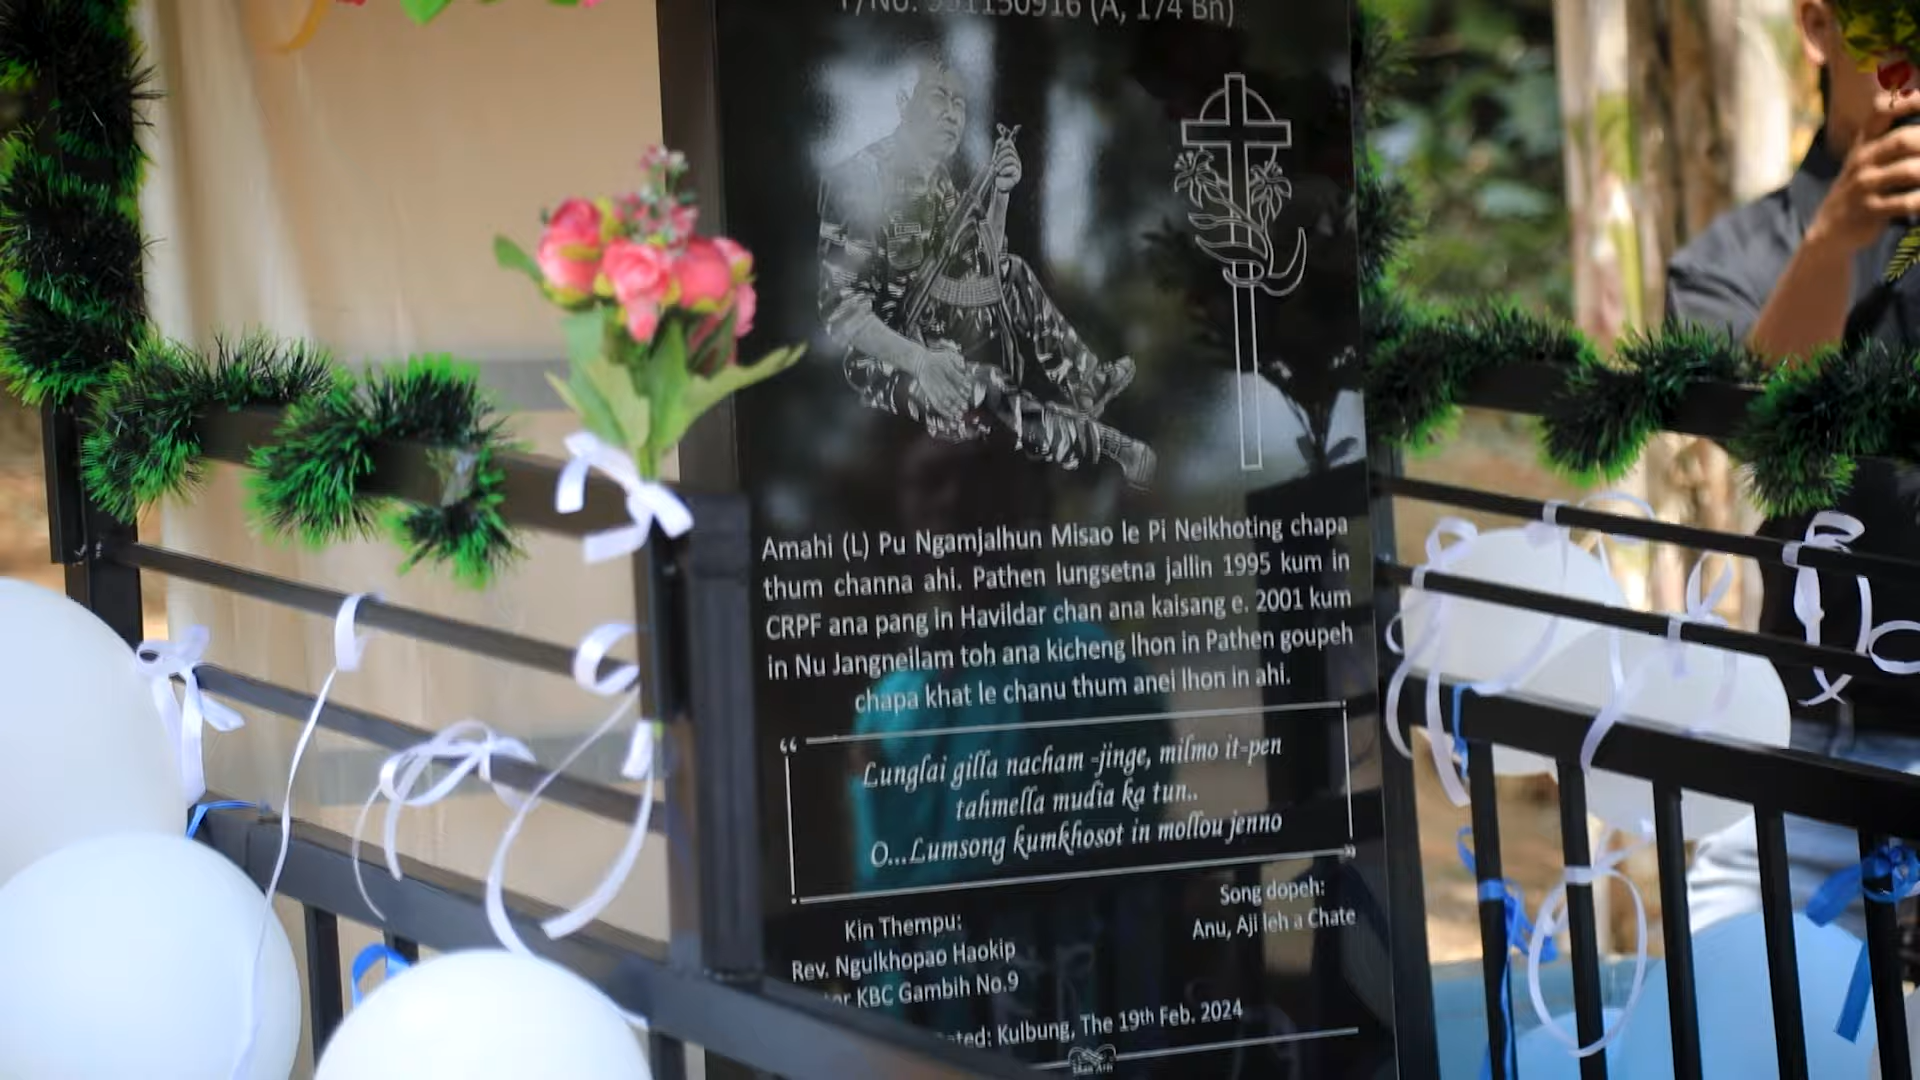 991150916 (A, 174 Bn)
Amahi (L) Pu Ngamjalhun Misao le Pi Neikhoting chapa
thum channa ahi. Pathen lungsetna jallin 1995 kum in
CRPF ana pang in Havildar chan ana kaisang e. 2001 kum
in Nu Jangneilam toh ana kicheng lhon in Pathen goupeh
chapa khat le chanu thum anei lhon in ahi.
“
Lunglai gilla nacham -jinge, milmo it-pen
tahmella mudia ka tun..
O...Lumsong kumkhosot in mollou jenno
”
Song dopeh:
Anu, Aji leh a Chate
Kin Thempu:
Rev. Ngulkhopao Haokip
KBC Gambih No.9
Kulbung, The 19th Feb. 2024